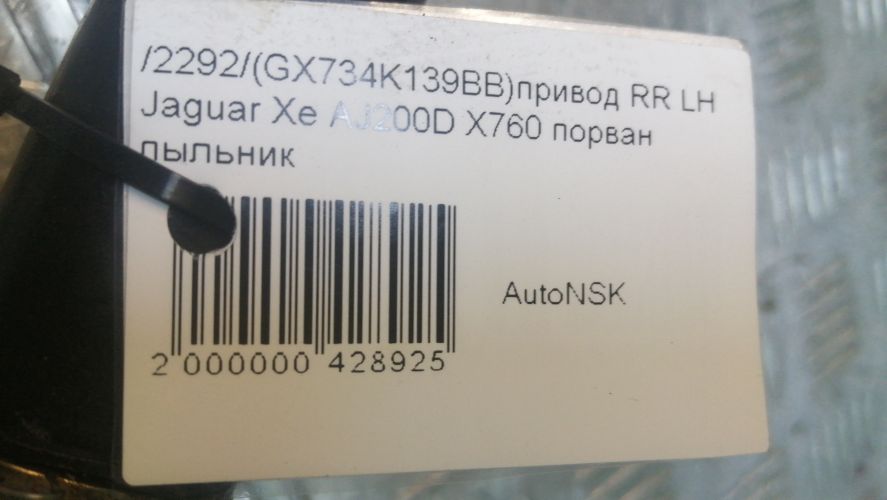 /2292/(GX734K139BB)привод RR LH
Jaguar Xe AJ200D X760 порван
пыльник
AutoNSK
2 000000 428925